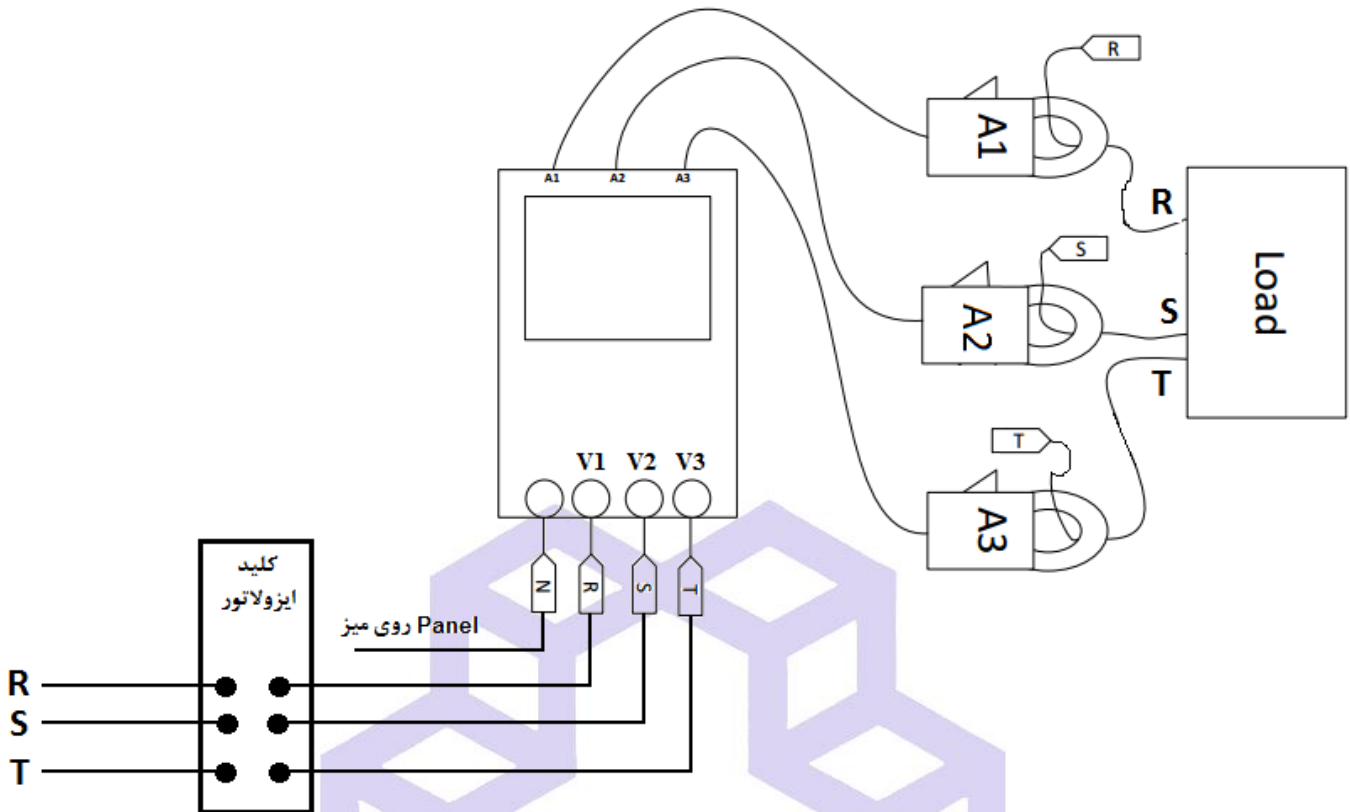 R
A1
A1 A2 A3
R
S
A2
S
Load
T
T
A3
V1 V2 V3
N R S T
کلید
ایزولاتور
Panel روی میز
R
S
T